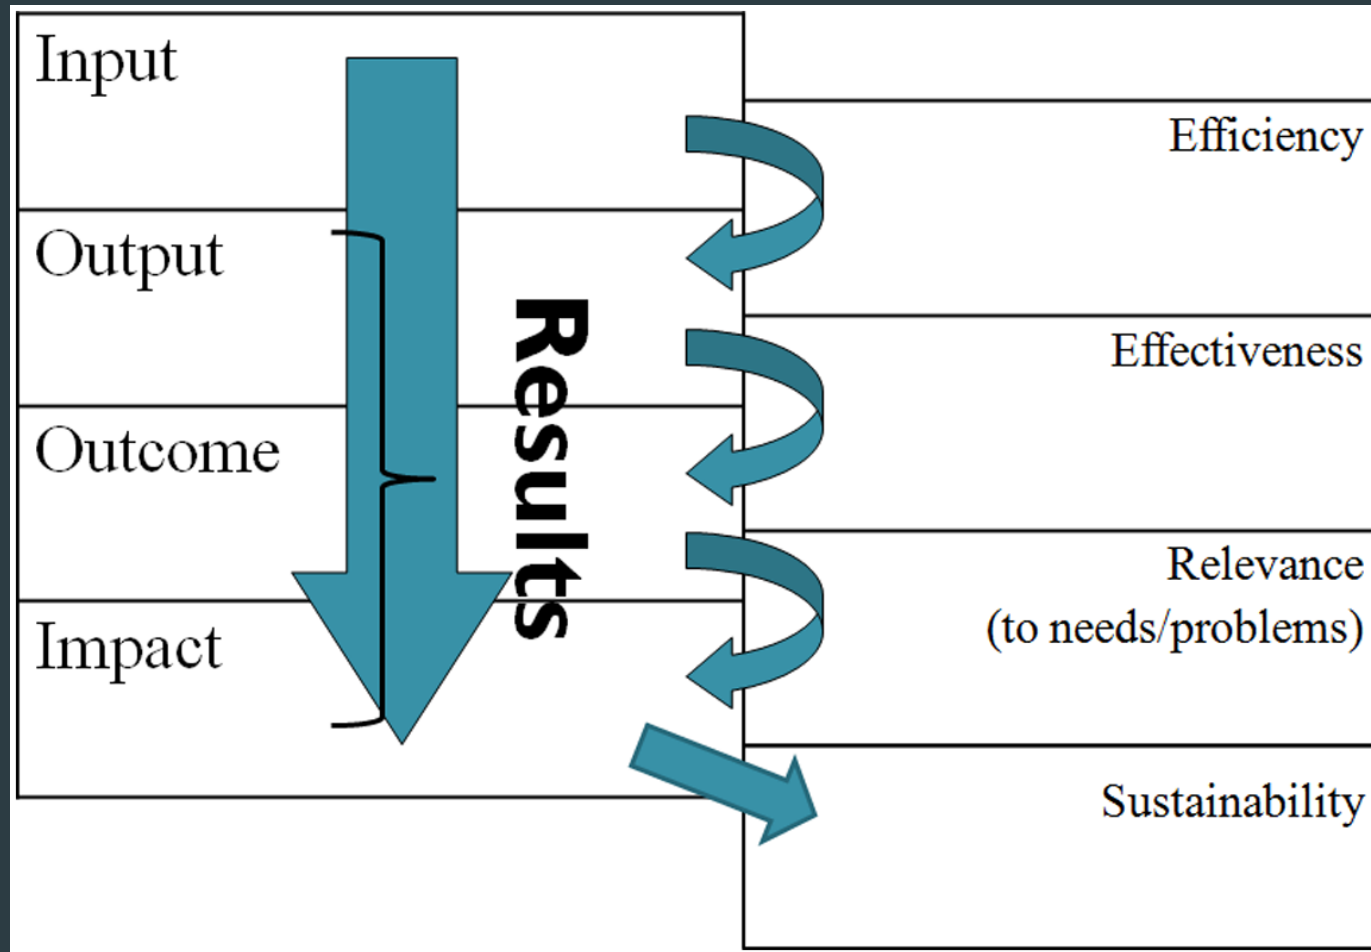 Input
Output
Outcome
Impact
Results
Efficiency
Effectiveness
Relevance
(to needs/problems)
Sustainability